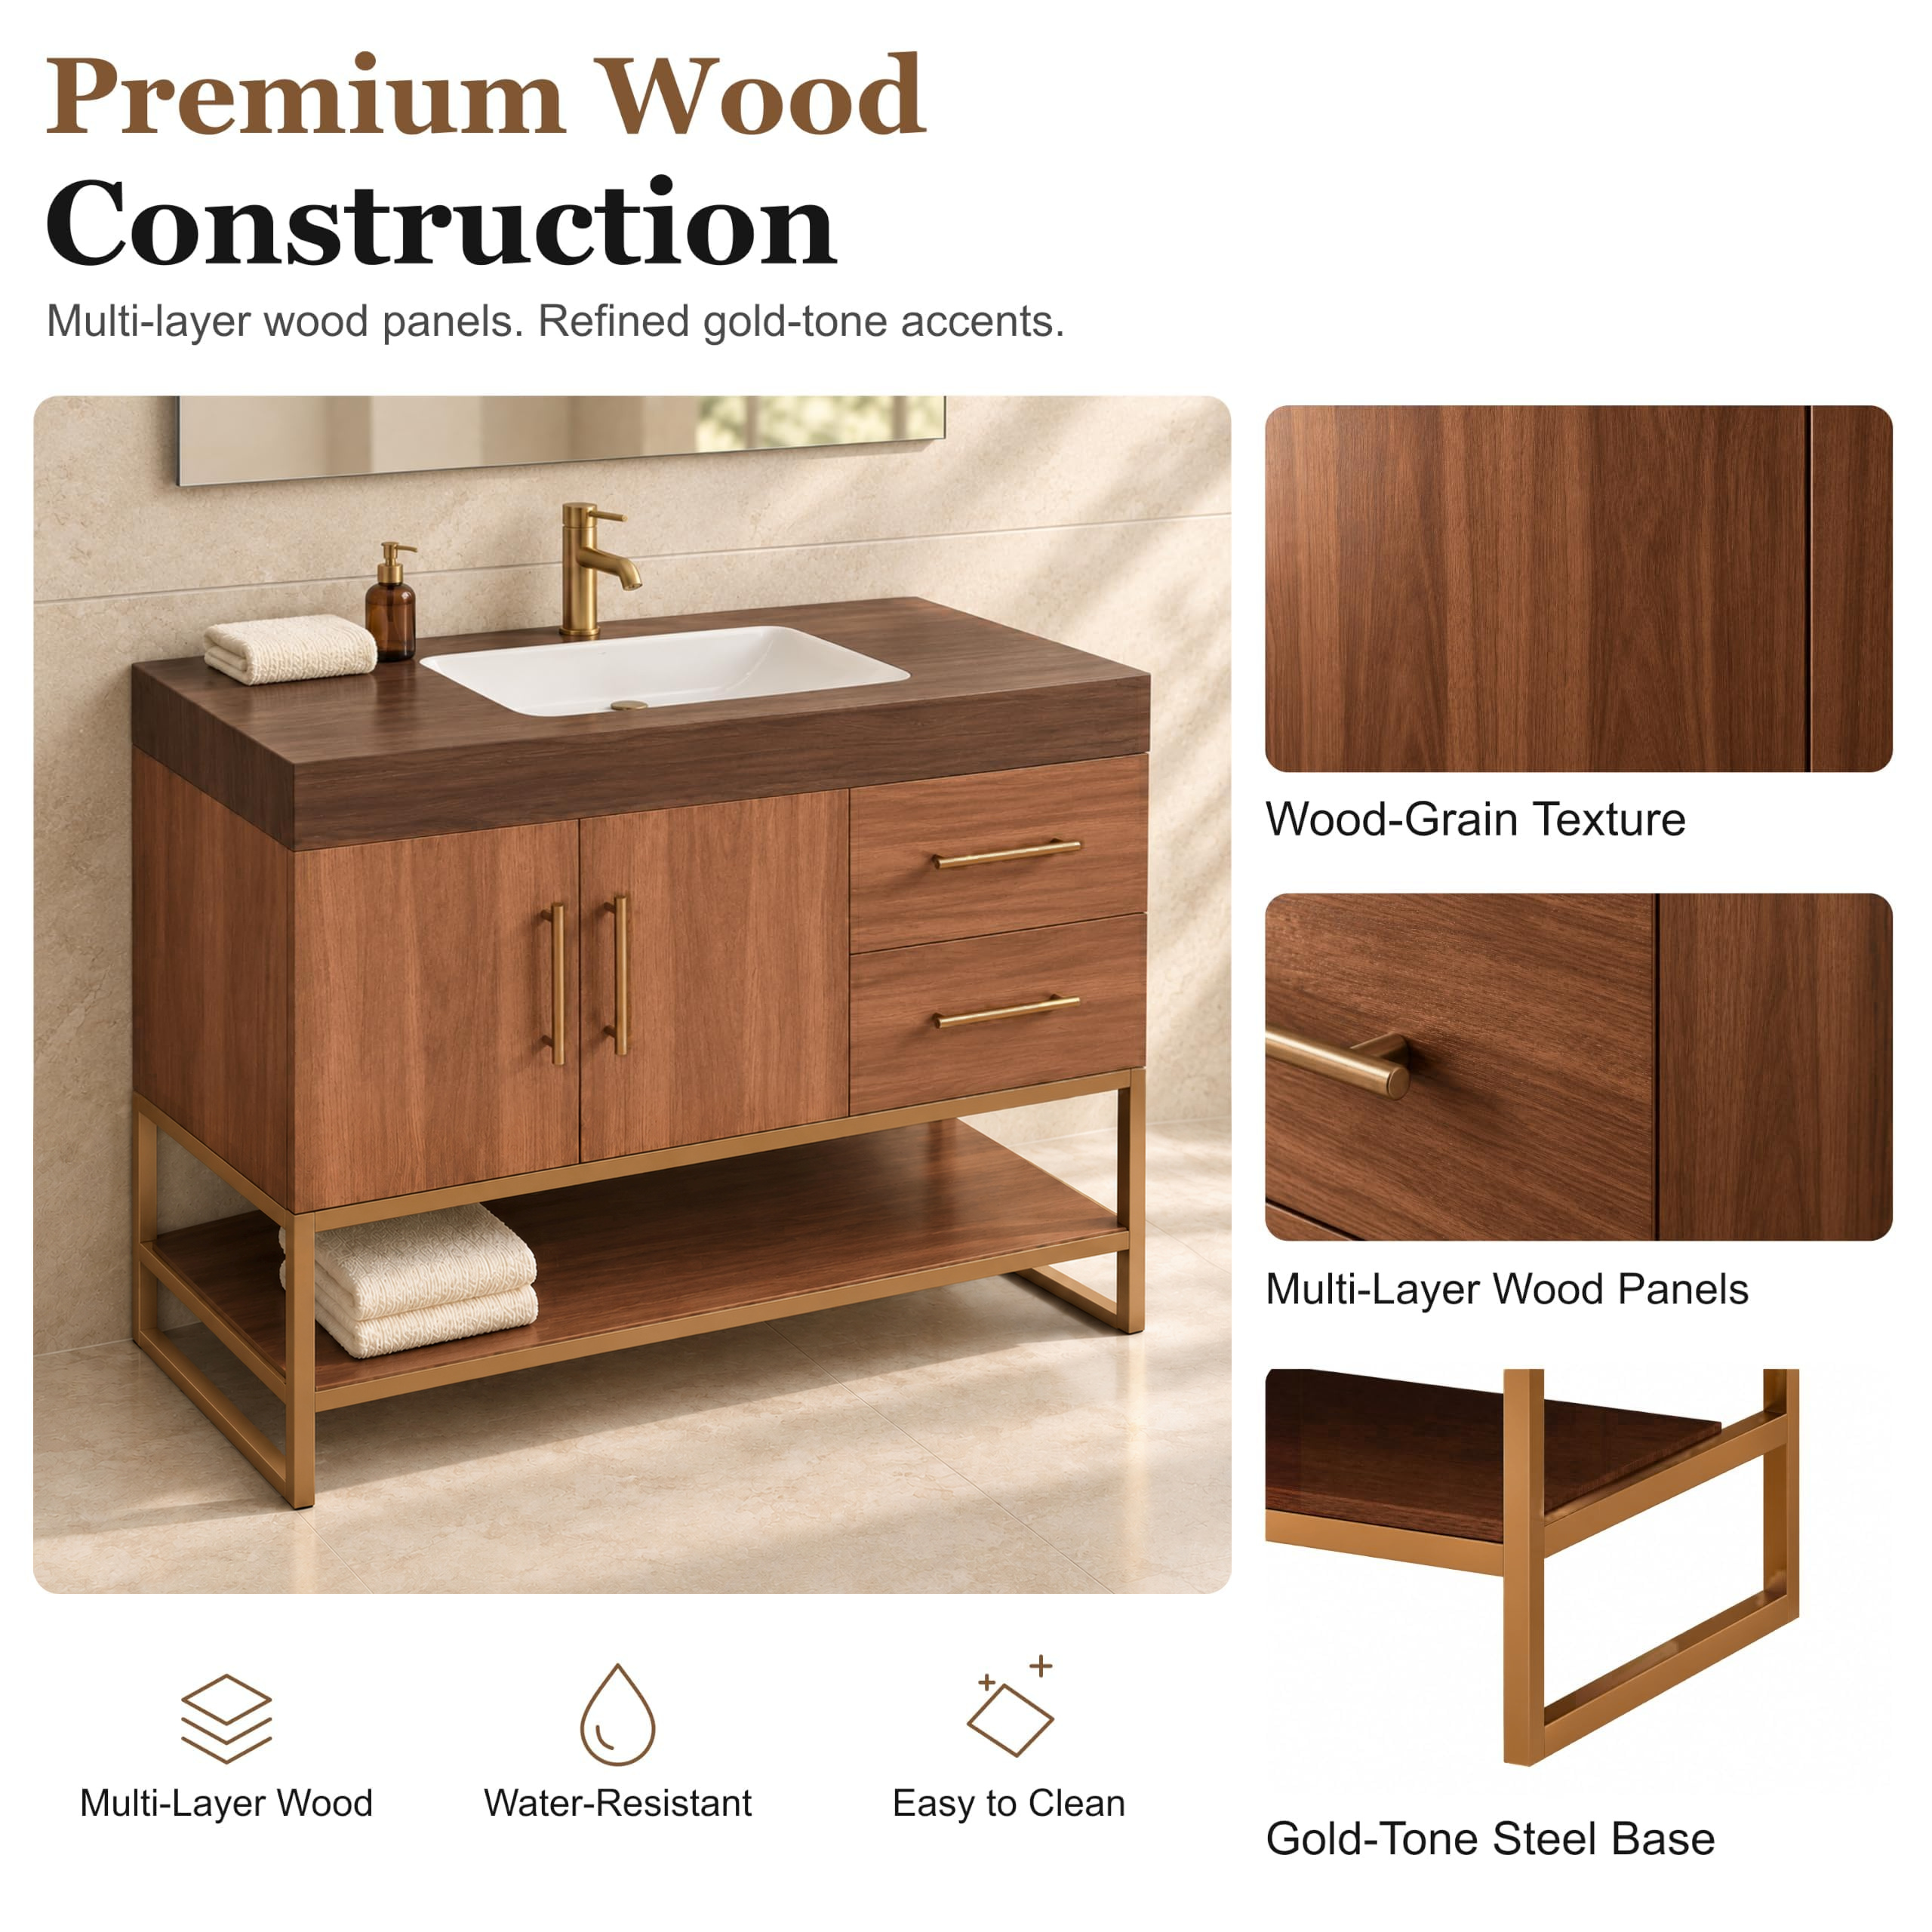 Premium Wood
Construction
Multi-layer wood panels. Refined gold-tone accents.
Wood-Grain Texture
Multi-Layer Wood Panels
Gold-Tone Steel Base
Multi-Layer Wood
Water-Resistant
Easy to Clean